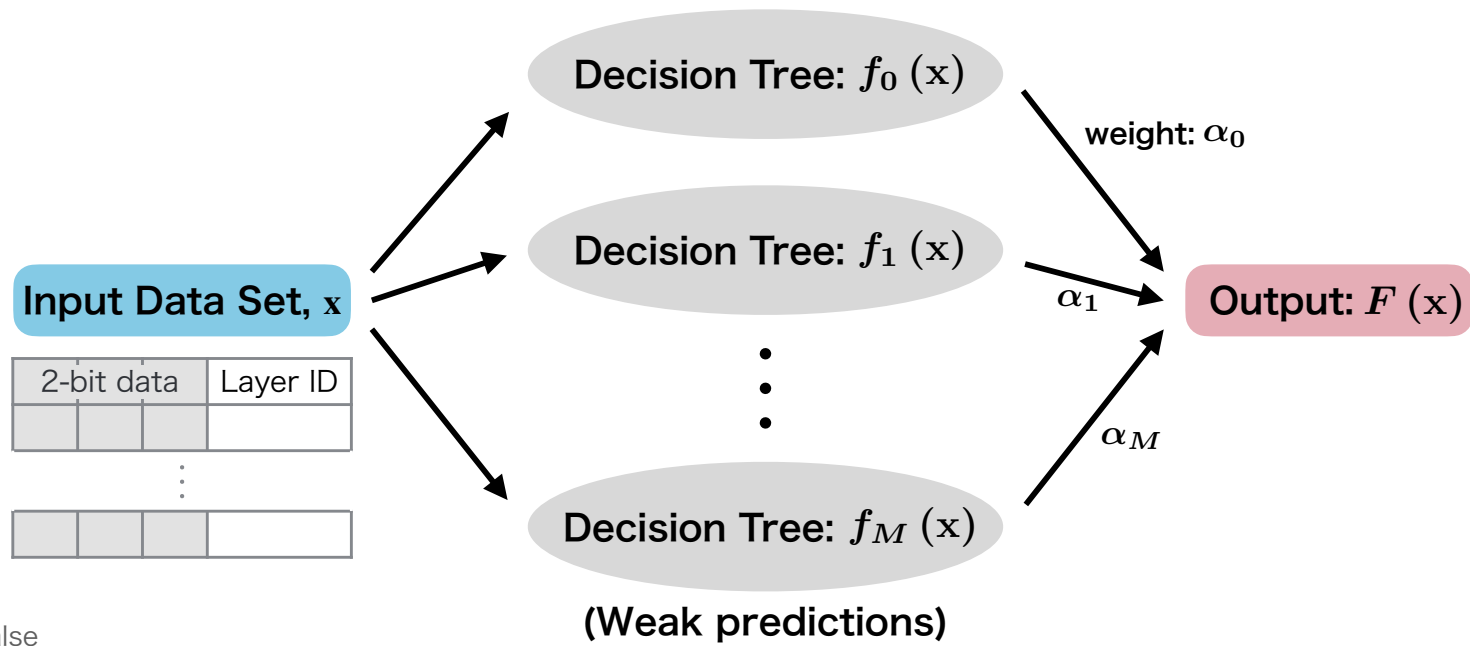 Decision Tree: f₀ (x)
weight: α₀
Decision Tree: f₁ (x)
α₁
Input Data Set, x
Output: F (x)
2-bit data Layer ID
α_M
Decision Tree: f_M (x)
(Weak predictions)